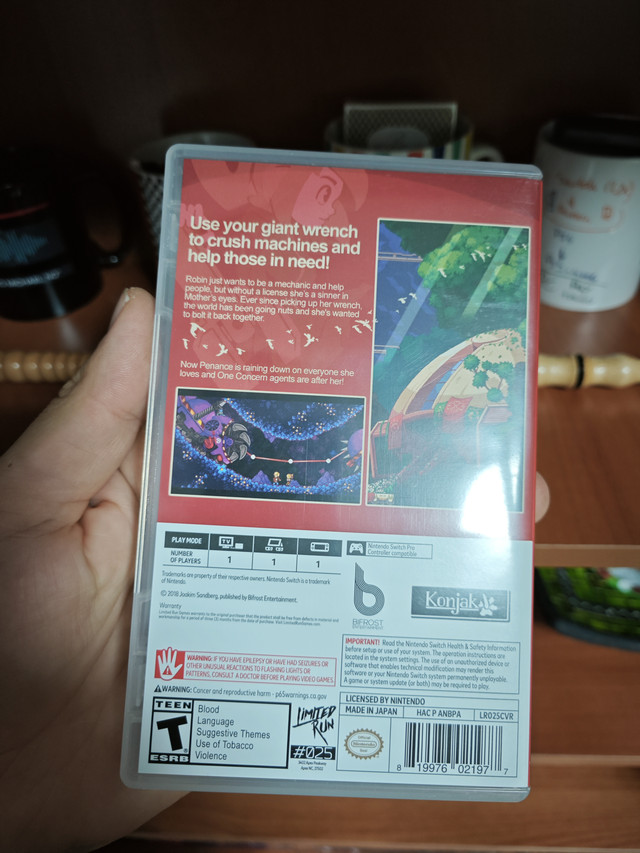 Use your giant wrench
to crush machines and
help those in need!
Robin just wants to be a mechanic and help
people, but without a license she's a sinner in
Mother's eyes. Ever since picking up her wrench,
the world has been going nuts and she's wanted
to bolt it back together.
Now Penance is raining down on everyone she
loves and One Concern agents are after her!
PLAY MODE
TV
NUMBER
OF PLAYERS
1
1
1
Nintendo Switch Pro
Controller compatible
Trademarks are property of their respective owners. Nintendo Switch is a trademark
of Nintendo.
© 2018 Joakim Sandberg, published by Bifrost Entertainment.
Warranty
BIFROST
ENTERTAINMENT
Konjak
IMPORTANT! Read the Nintendo Switch Health & Safety Information
before setup or use of your system. The operation instructions are
located in the system settings. The use of an unauthorized device or
software that enables technical modification may render this
software or your Nintendo Switch system permanently unplayable.
A game or system update (or both) may be required to play.
WARNING: IF YOU HAVE EPILEPSY OR HAVE HAD SEIZURES OR
OTHER UNUSUAL REACTIONS TO FLASHING LIGHTS OR
PATTERNS, CONSULT A DOCTOR BEFORE PLAYING VIDEO GAMES.
WARNING: Cancer and reproductive harm - p65warnings.ca.gov
TEEN
T
ESRB
Blood
Language
Suggestive Themes
Use of Tobacco
Violence
LIMITED
RUN
#025
LICENSED BY NINTENDO
MADE IN JAPAN
HAC P ANBPA
LR025CVR
Official
Nintendo
Seal
8 19976 02197 7